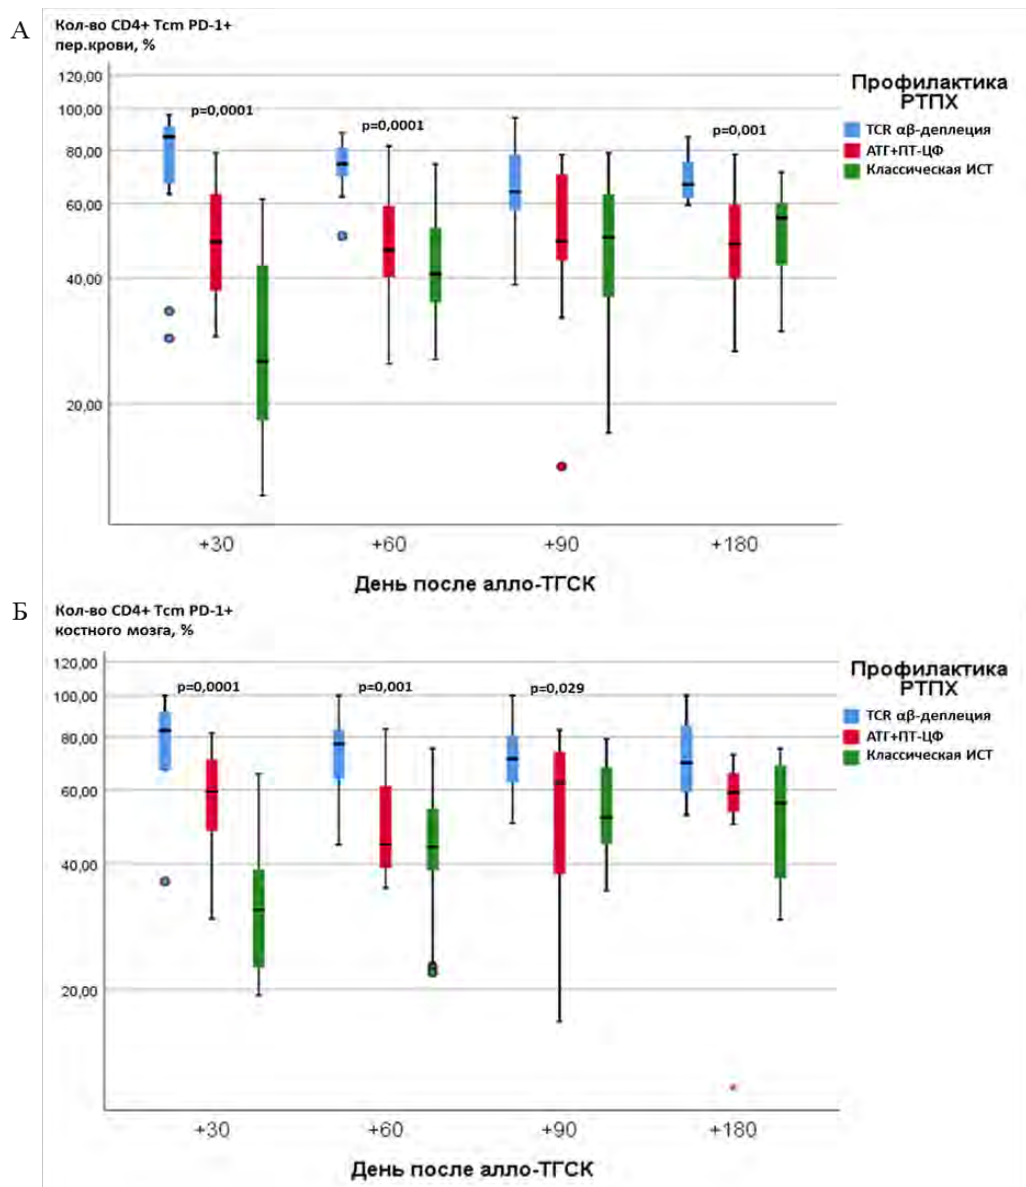 А
Кол-во CD4+ Tcm PD-1+
пер.крови, %
120,00
100,00
80,00
60,00
40,00
20,00
p=0,0001
p=0,0001
p=0,001
Профилактика
РТПХ
TCR αβ-деплеция
АТГ+ПТ-ЦФ
Классическая ИСТ
+30
+60
+90
+180
День после алло-ТГСК
Б
Кол-во CD4+ Tcm PD-1+
костного мозга, %
120,00
100,00
80,00
60,00
40,00
20,00
p=0,0001
p=0,001
p=0,029
Профилактика
РТПХ
TCR αβ-деплеция
АТГ+ПТ-ЦФ
Классическая ИСТ
+30
+60
+90
+180
День после алло-ТГСК